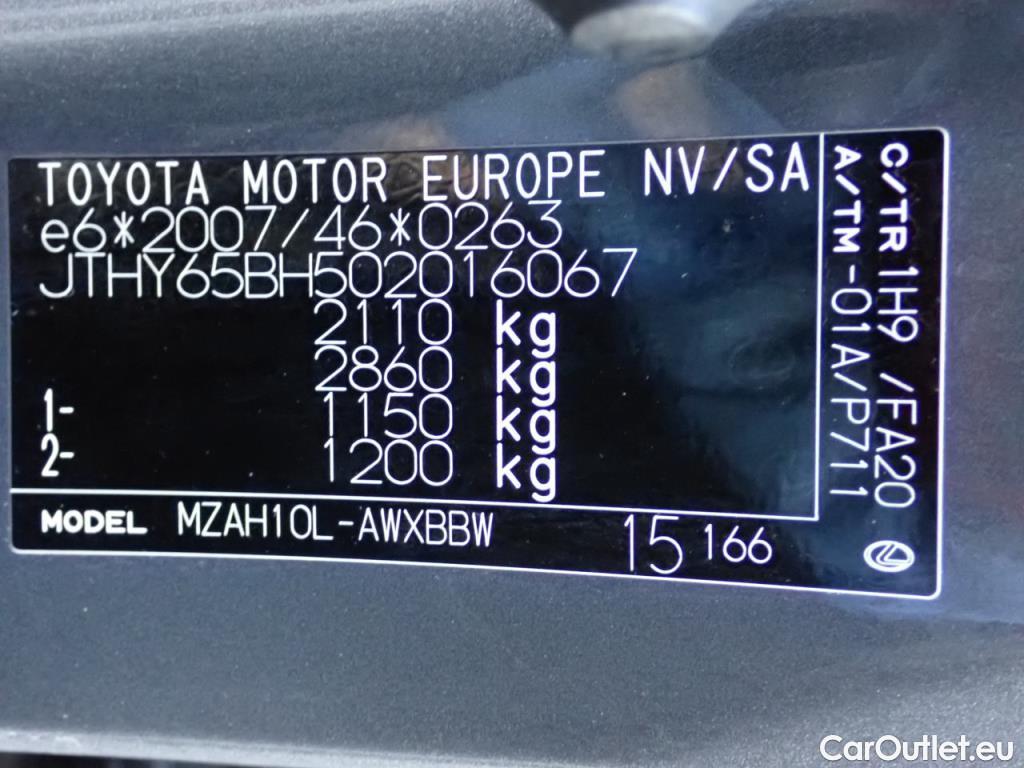 TOYOTA MOTOR EUROPE NV/SA
e6*2007/46*0263
JTHY65BH502016067
2110 kg
2860 kg
1- 1150 kg
2- 1200 kg
MODEL MZAH10L-AWXBBW 15 166
C/TR 1H9 /EA20
A/TM-01A/P711
CarOutlet.eu